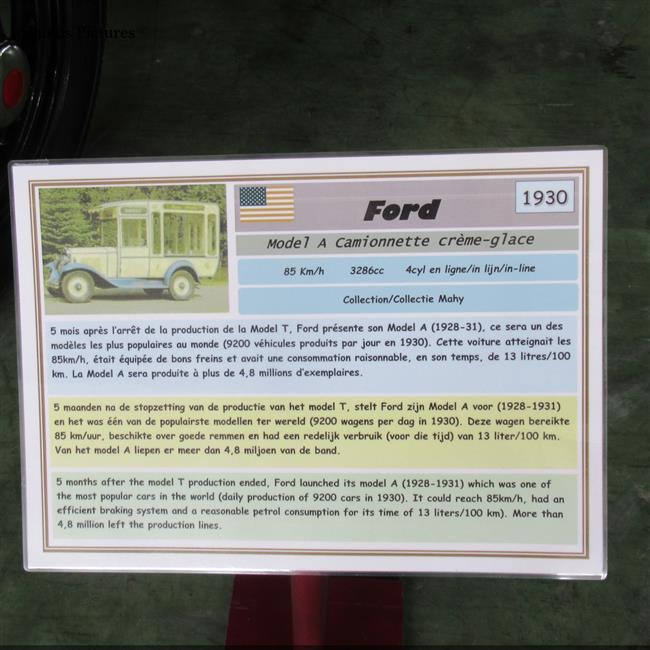 Pictures
Ford
1930
Model A Camionnette crème-glace
85 Km/h 3286cc 4cyl en ligne/in lijn/in-line
Collection/Collectie Mahy
5 mois après l'arrêt de la production de la Model T, Ford présente son Model A (1928-31), ce sera un des
modèles les plus populaires au monde (9200 véhicules produits par jour en 1930). Cette voiture atteignait les
85km/h, était équipée de bons freins et avait une consommation raisonnable, en son temps, de 13 litres/100
km. La Model A sera produite à plus de 4,8 millions d'exemplaires.
5 maanden na de stopzetting van de productie van het model T, stelt Ford zijn Model A voor (1928-1931)
en het was één van de populairste modellen ter wereld (9200 wagens per dag in 1930). Deze wagen bereikte
85 km/uur, beschikte over goede remmen en had een redelijk verbruik (voor die tijd) van 13 liter/100 km.
Van het model A liepen er meer dan 4,8 miljoen van de band.
5 months after the model T production ended, Ford launched its model A (1928-1931) which was one of
the most popular cars in the world (daily production of 9200 cars in 1930). It could reach 85km/h, had an
efficient braking system and a reasonable petrol consumption for its time of 13 liters/100 km). More than
4,8 million left the production lines.